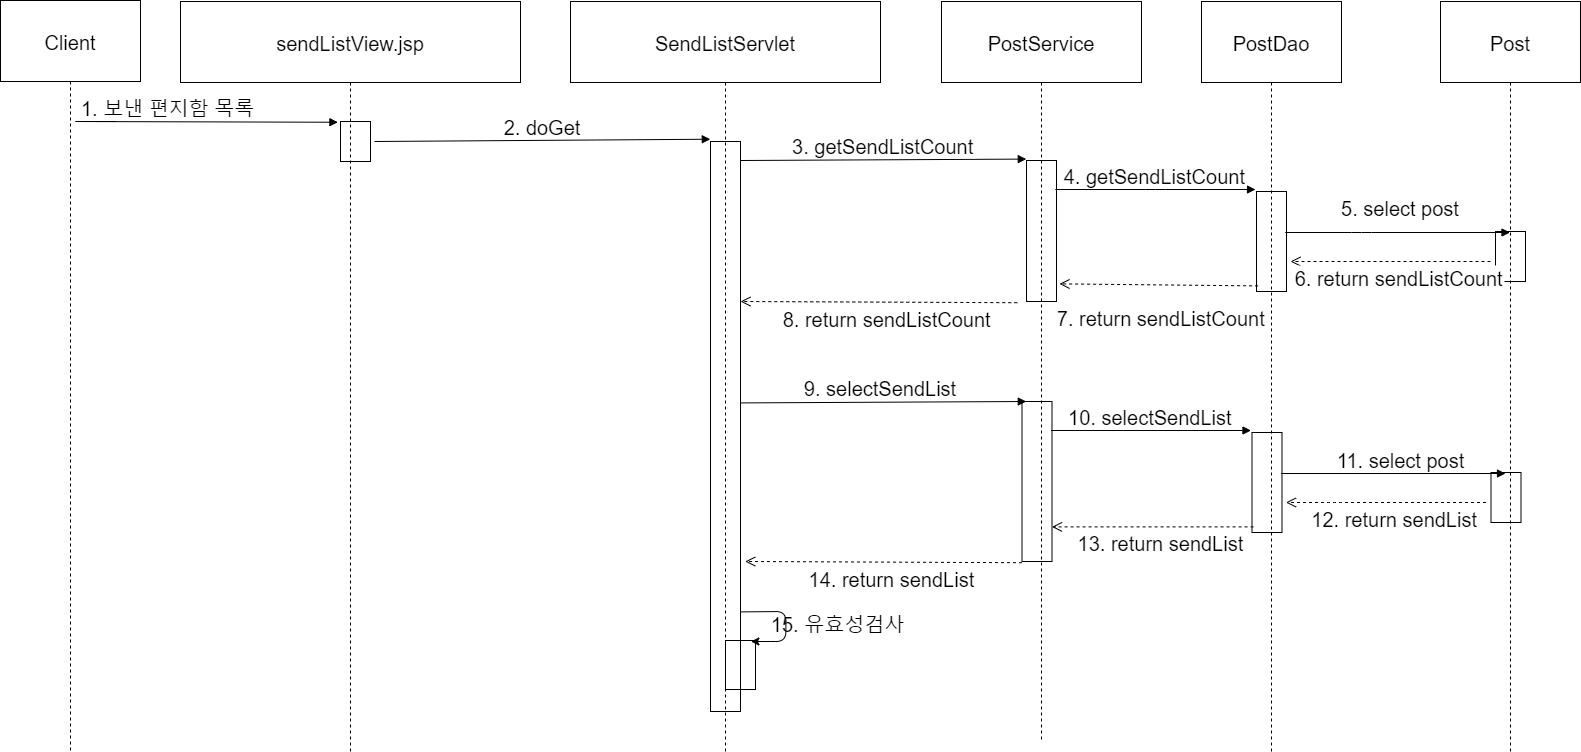 Client
sendListView.jsp
SendListServlet
PostService
PostDao
Post
1. 보낸 편지함 목록
2. doGet
3. getSendListCount
4. getSendListCount
5. select post
6. return sendListCount
7. return sendListCount
8. return sendListCount
9. selectSendList
10. selectSendList
11. select post
12. return sendList
13. return sendList
14. return sendList
15. 유효성검사